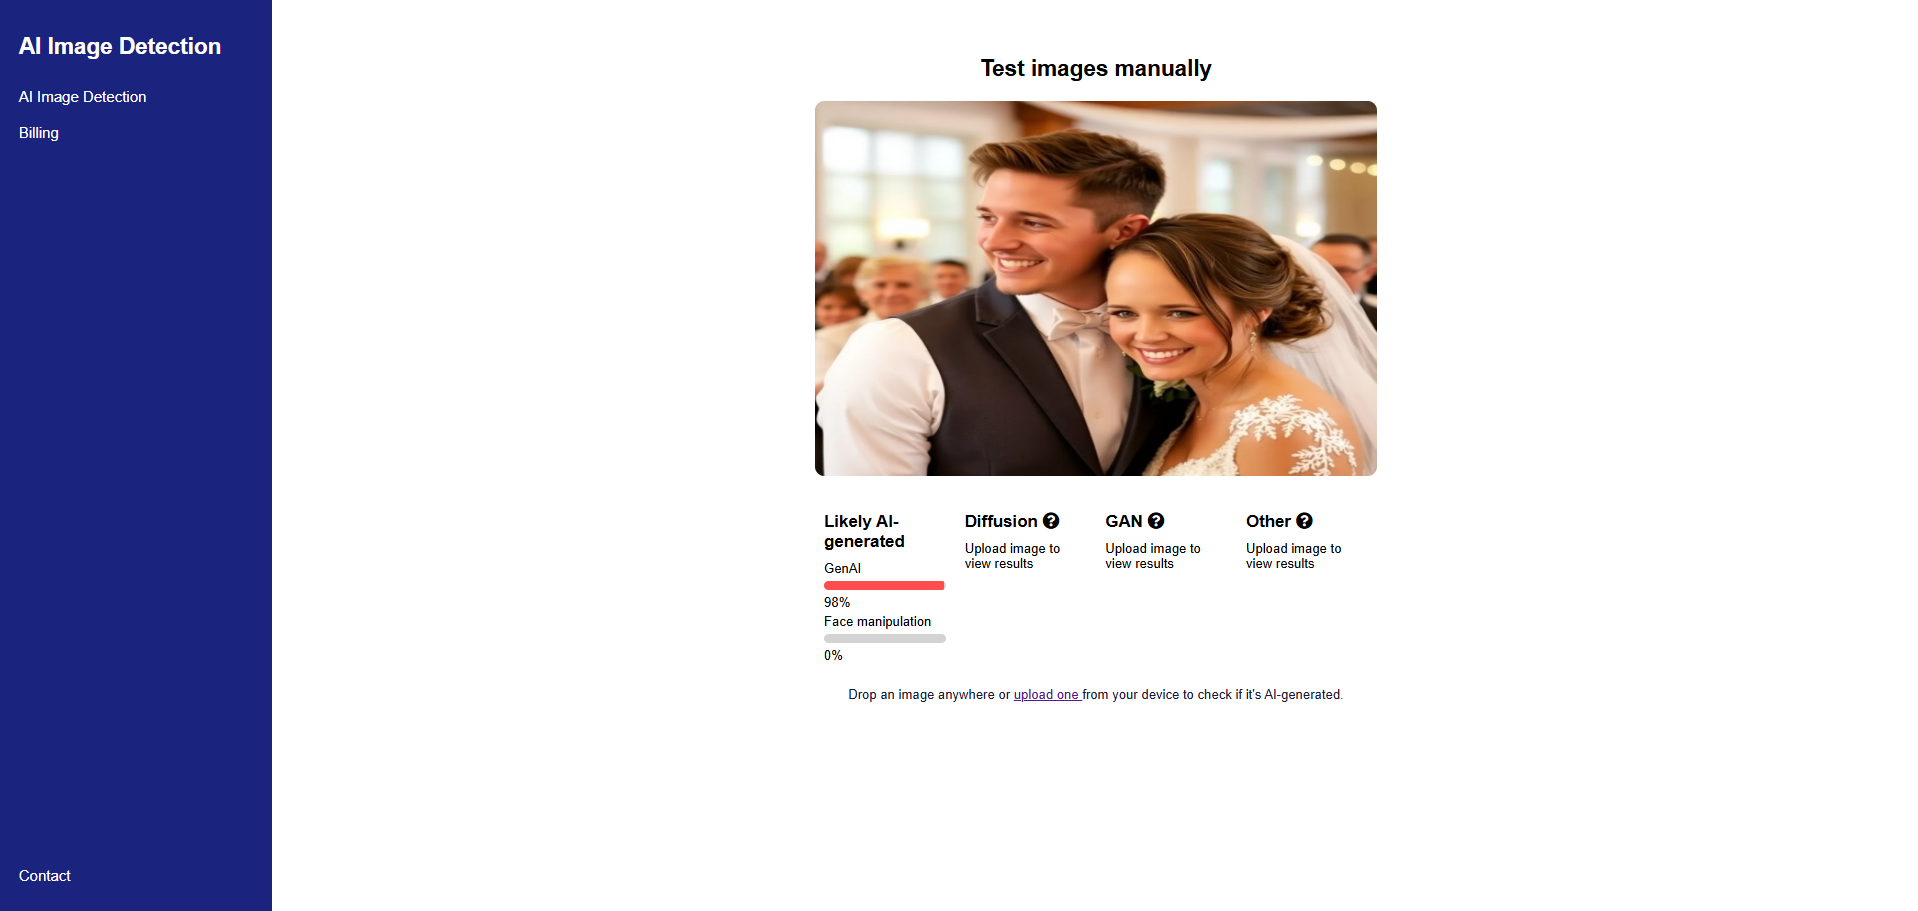 AI Image Detection
AI Image Detection
Billing
Contact
Test images manually
Likely AI-
generated
GenAI
98%
Face manipulation
0%
Diffusion
Upload image to
view results
GAN
Upload image to
view results
Other
Upload image to
view results
Drop an image anywhere or upload one from your device to check if it's AI-generated.